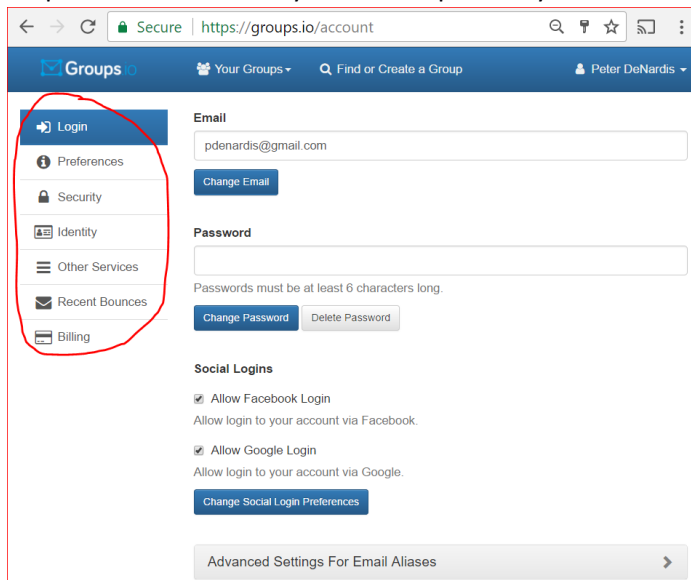 Secure https://groups.io/account
Groups.io Your Groups Find or Create a Group Peter DeNardis
Login
Preferences
Security
Identity
Other Services
Recent Bounces
Billing
Email
pdenardis@gmail.com
Change Email
Password
Passwords must be at least 6 characters long.
Change Password Delete Password
Social Logins
Allow Facebook Login
Allow login to your account via Facebook.
Allow Google Login
Allow login to your account via Google.
Change Social Login Preferences
Advanced Settings For Email Aliases